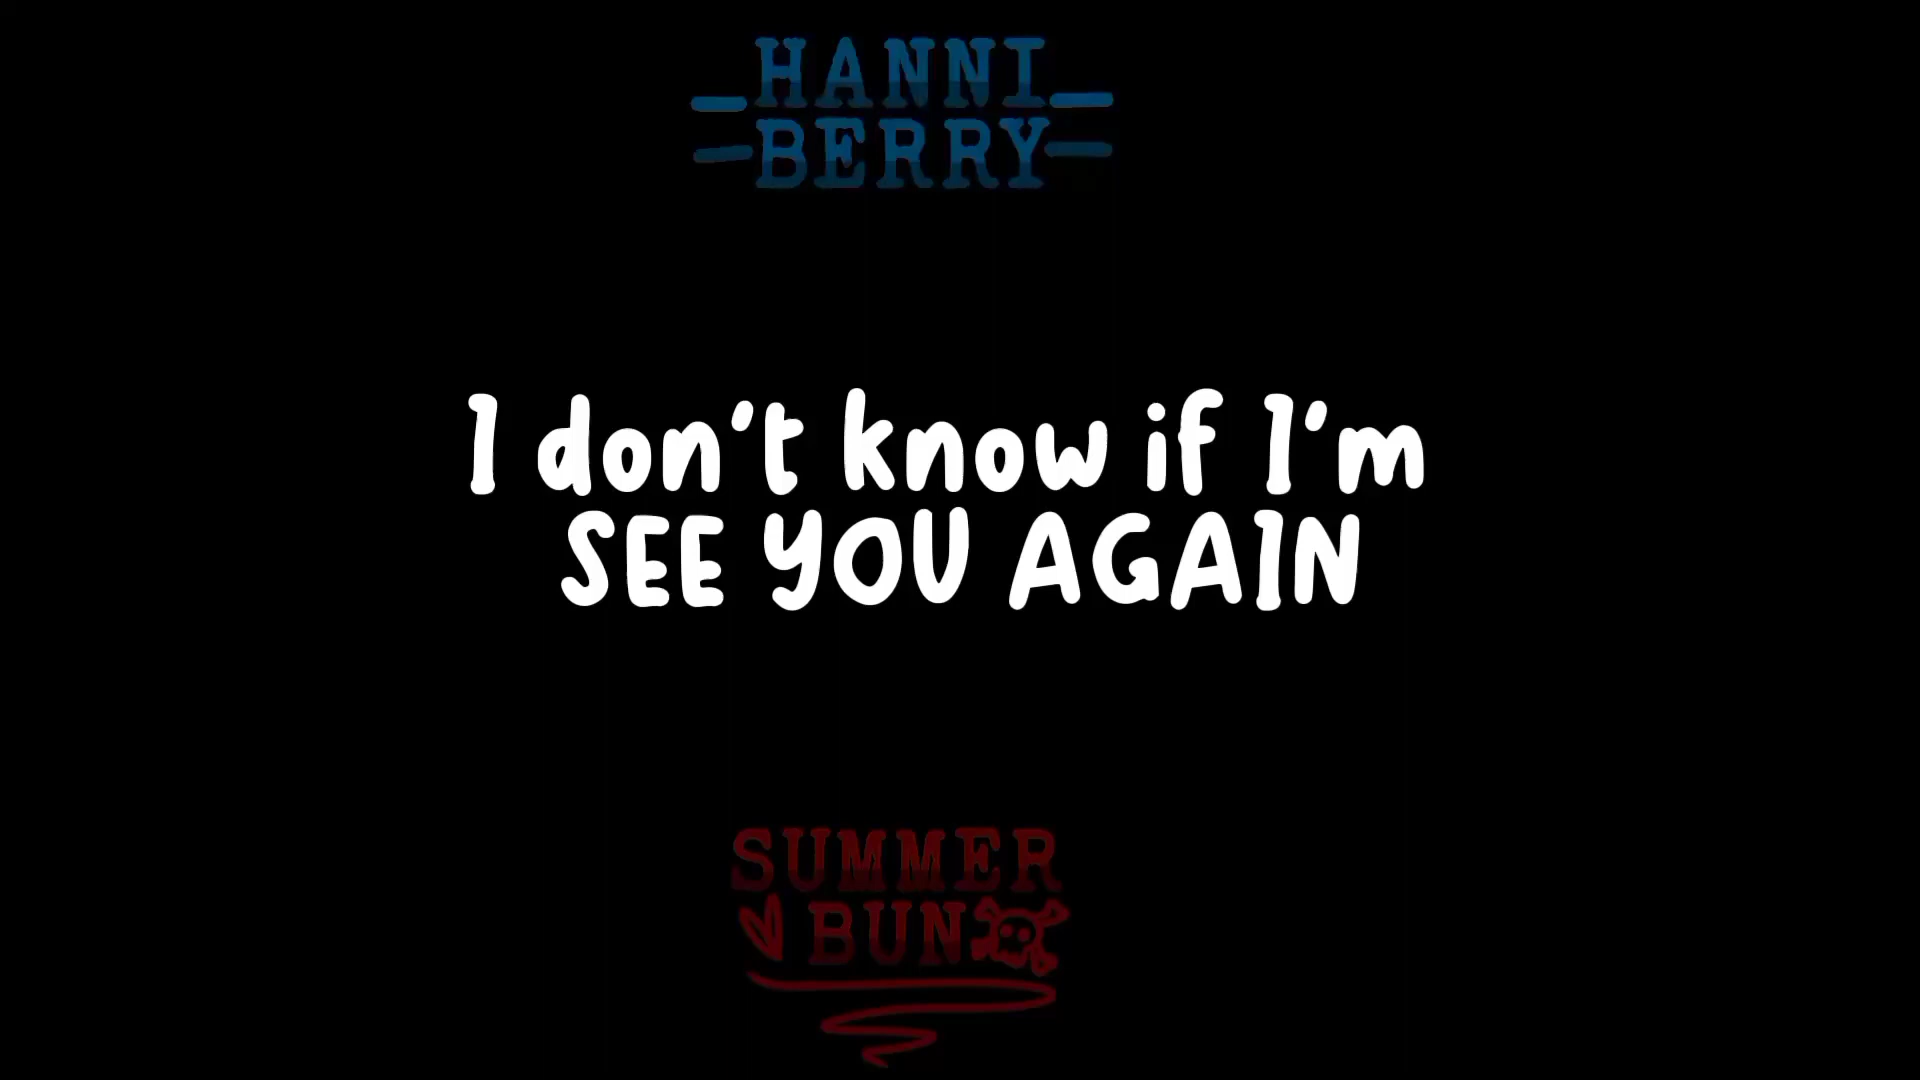 HANNI
BERRY
I don't know if I'm
SEE YOU AGAIN
SUMMER
BUN